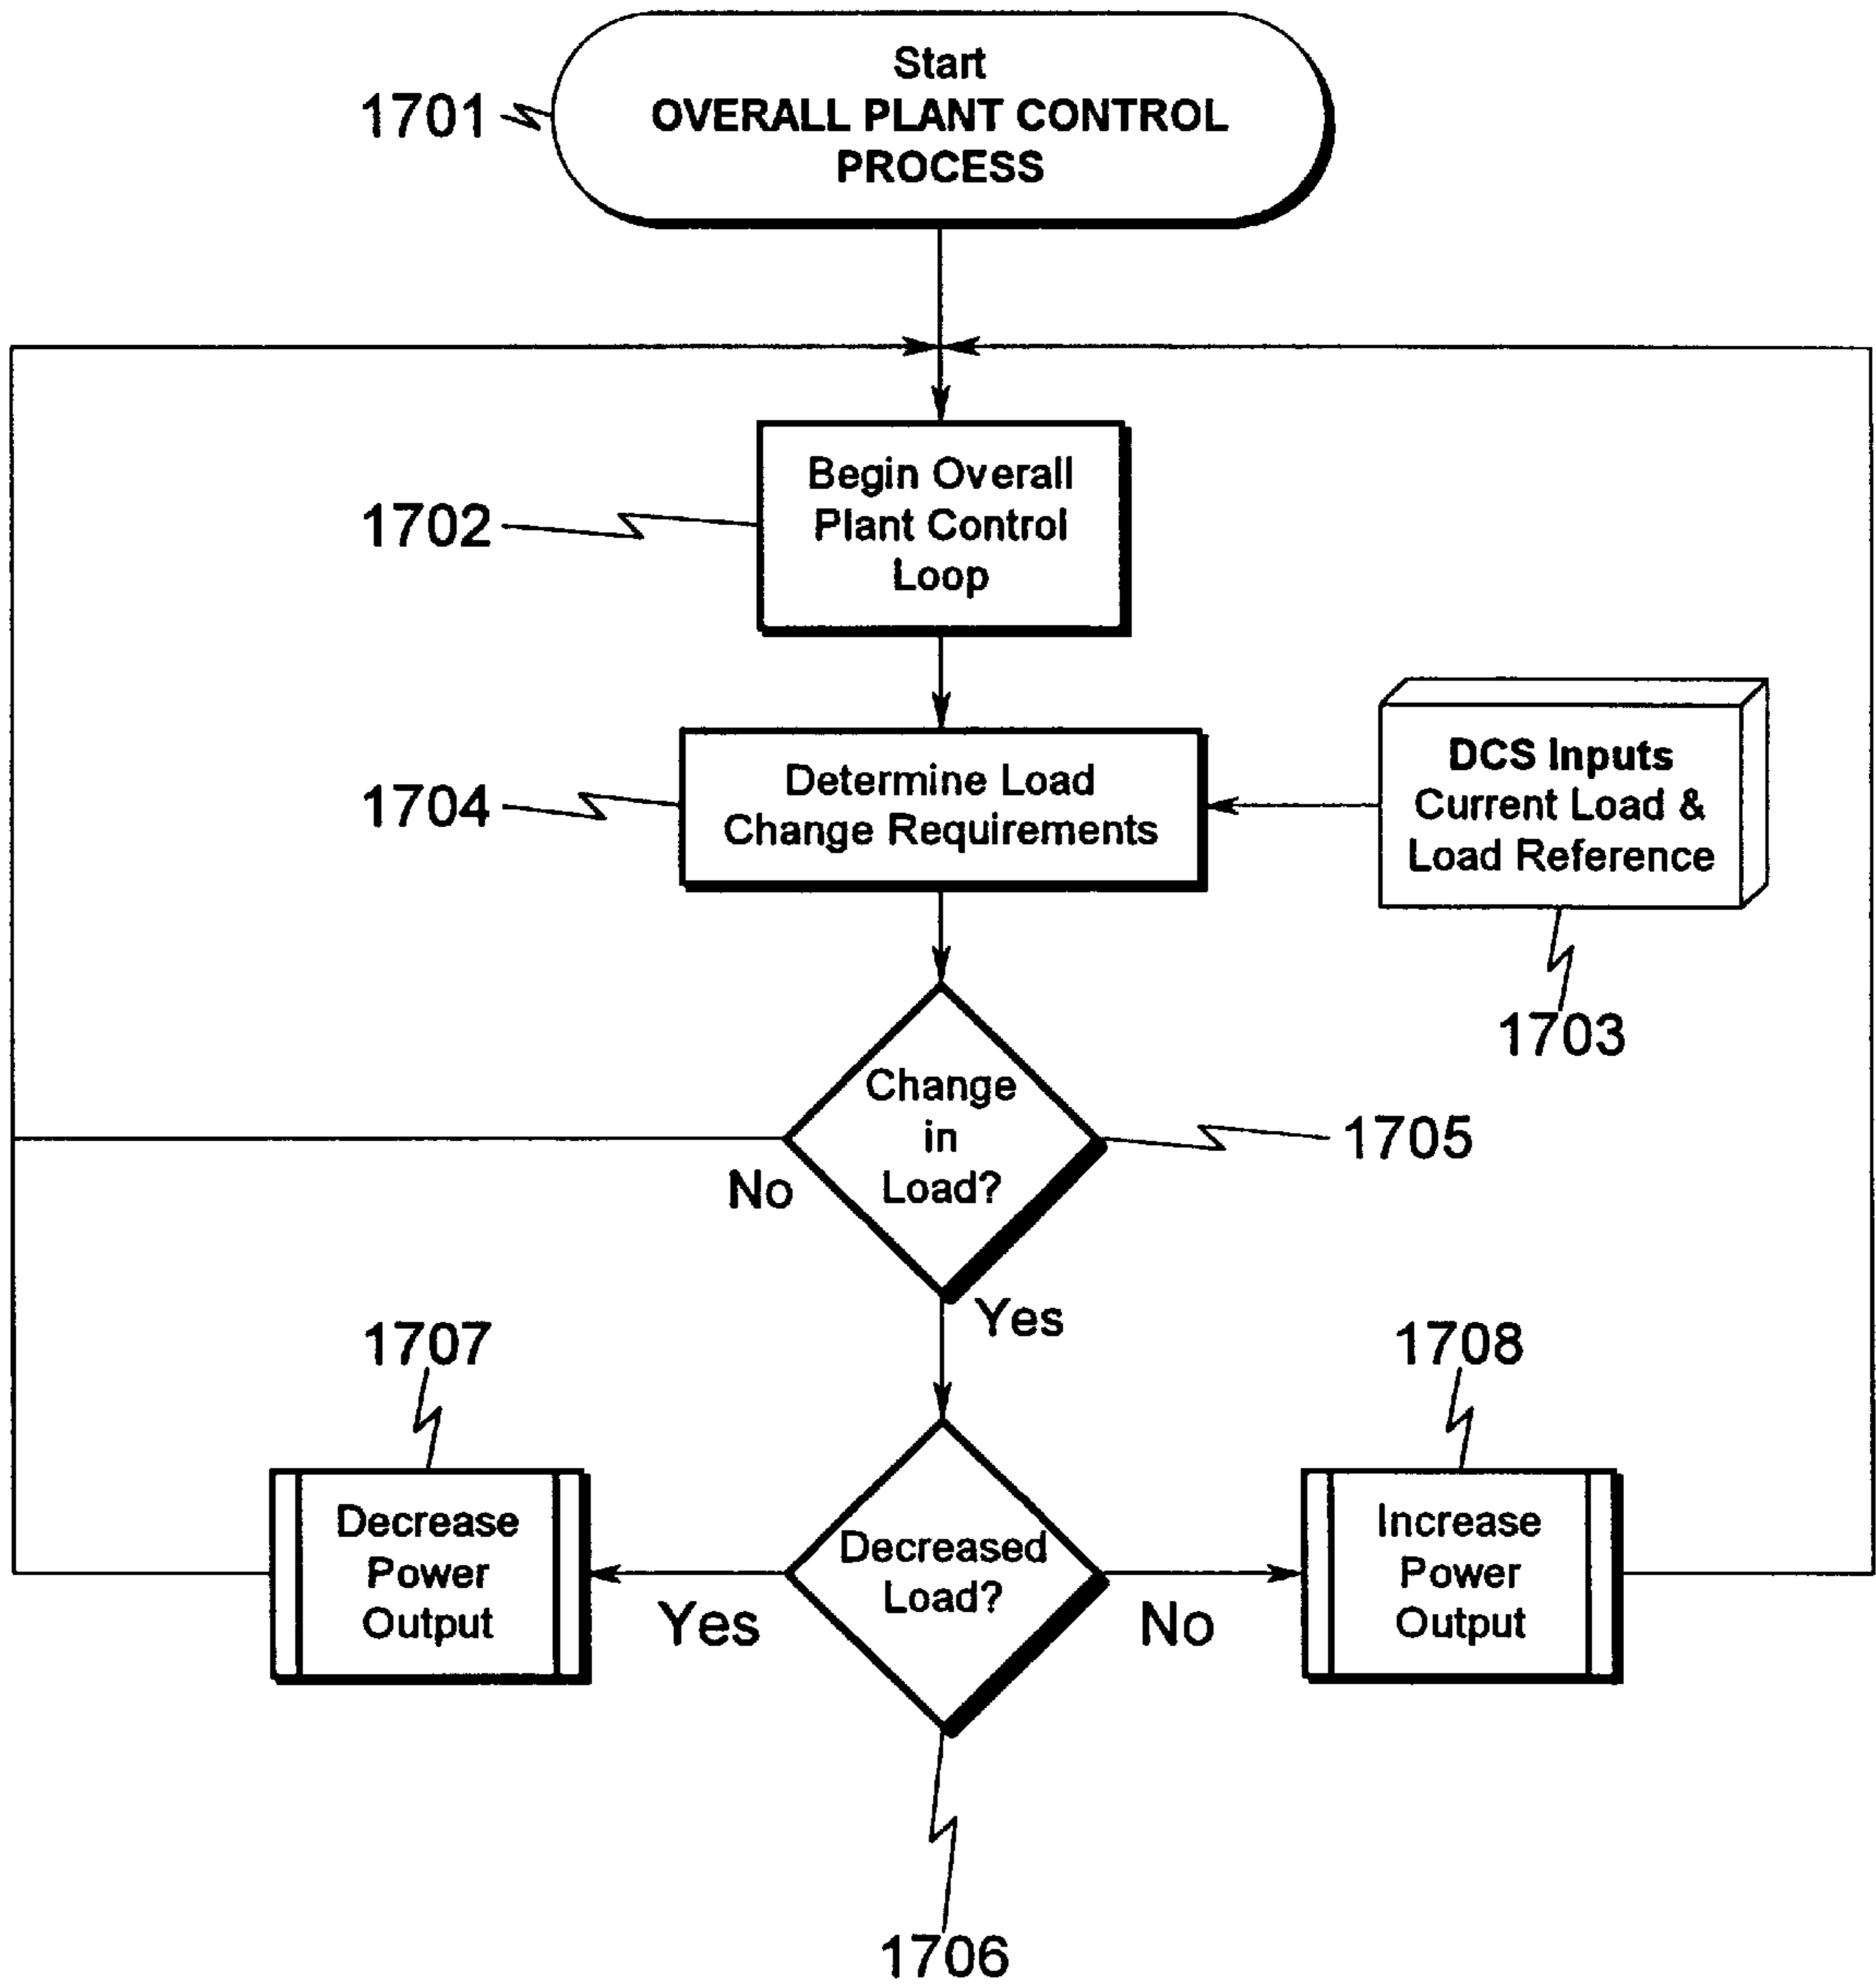 Start
OVERALL PLANT CONTROL
PROCESS
1701
Begin Overall
Plant Control
Loop
1702
Determine Load
Change Requirements
1704
DCS Inputs
Current Load &
Load Reference
1703
Change
in
Load?
1705
No
Yes
1707
1708
Decrease
Power
Output
Decreased
Load?
Increase
Power
Output
Yes
No
1706